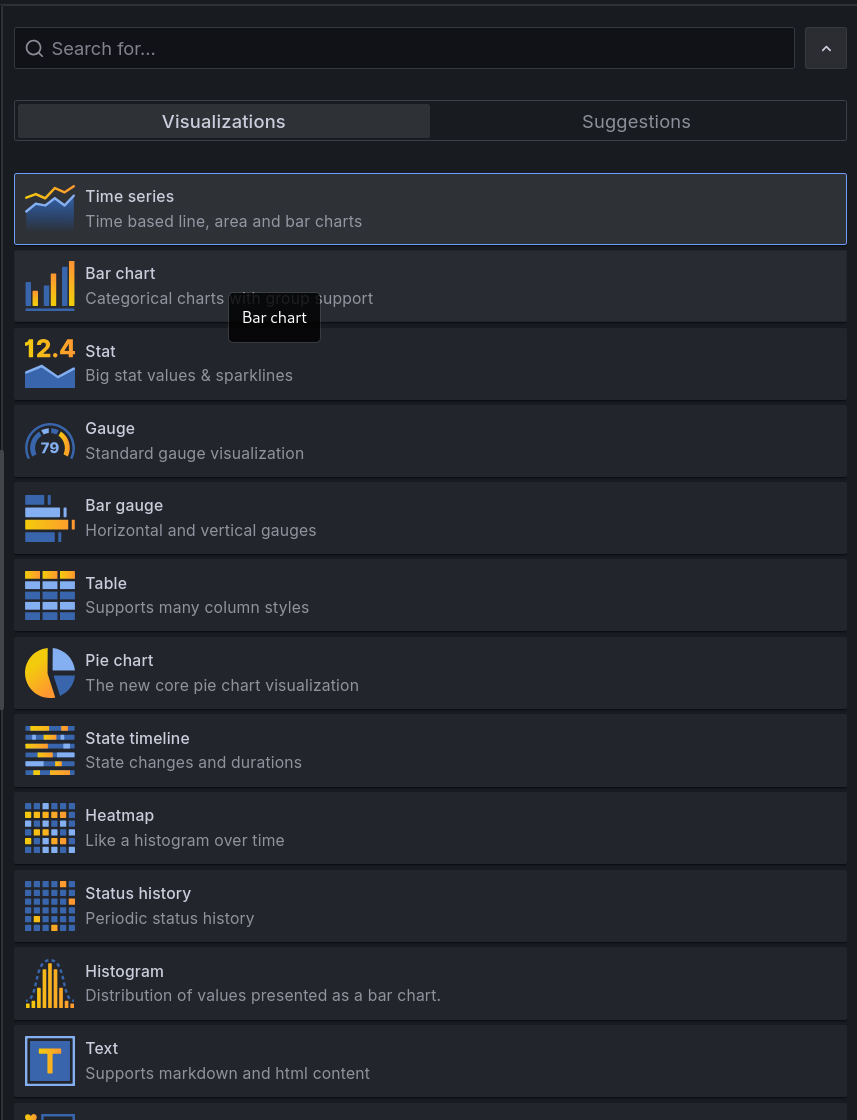 Search for...
Visualizations
Suggestions
Time series
Time based line, area and bar charts
Bar chart
Categorical charts with group support
Bar chart
12.4
Stat
Big stat values & sparklines
79
Gauge
Standard gauge visualization
Bar gauge
Horizontal and vertical gauges
Table
Supports many column styles
Pie chart
The new core pie chart visualization
State timeline
State changes and durations
Heatmap
Like a histogram over time
Status history
Periodic status history
Histogram
Distribution of values presented as a bar chart.
T
Text
Supports markdown and html content